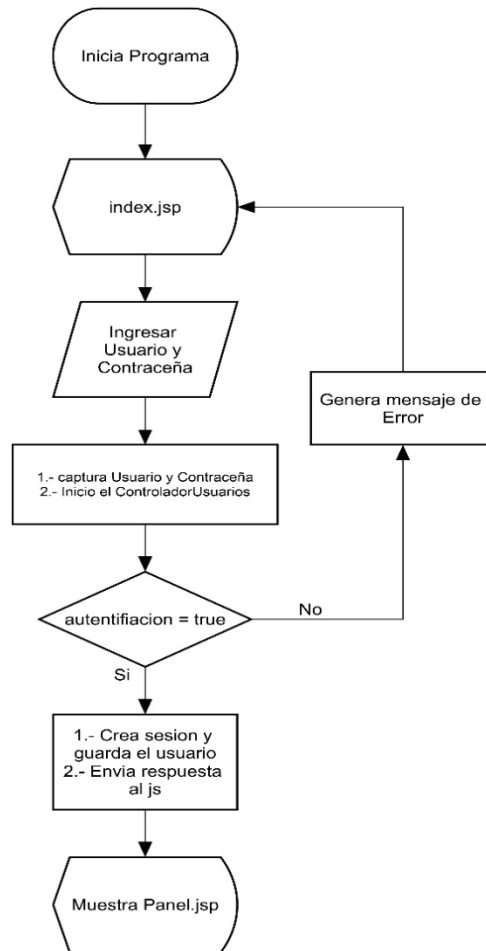 Inicia Programa
index.jsp
Ingresar
Usuario y
Contraceña
Genera mensaje de
Error
1.- captura Usuario y Contraceña
2.- Inicio el ControladorUsuarios
autentifiacion = true
No
Si
1.- Crea sesion y
guarda el usuario
2.- Envia respuesta
al js
Muestra Panel.jsp